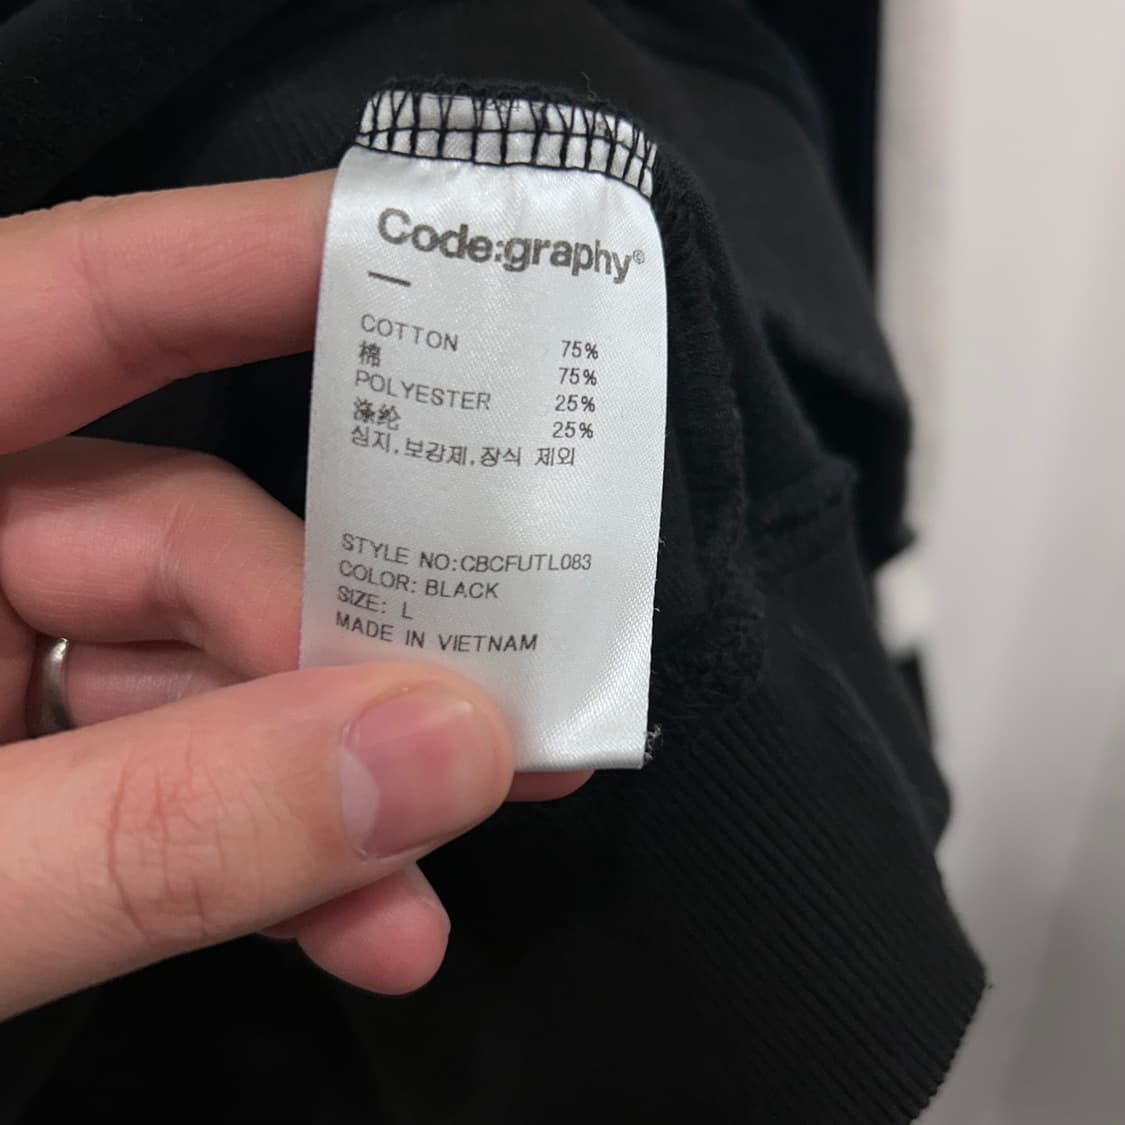 Code:graphy®
—
COTTON 75%
棉 75%
POLYESTER 25%
涤纶 25%
심지,보강제,장식 제외
STYLE NO:CBCFUTL083
COLOR: BLACK
SIZE: L
MADE IN VIETNAM